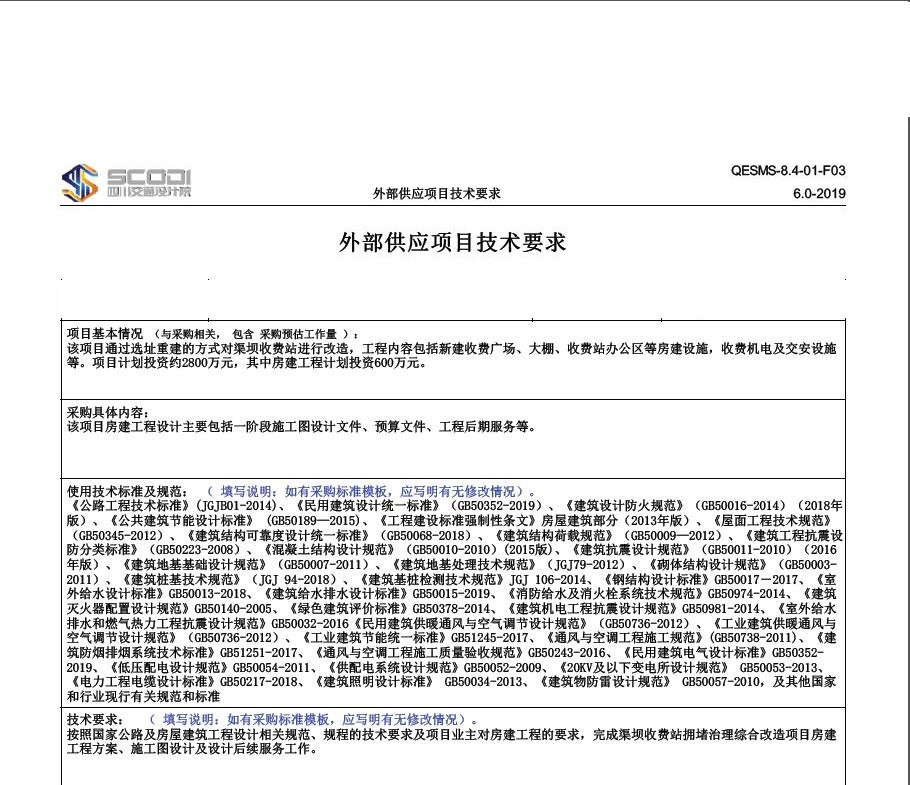 SCODI
四川交通设计院
QESMS-8.4-01-F03
外部供应项目技术要求
6.0-2019
外部供应项目技术要求
项目基本情况 （与采购相关， 包含 采购预估工作量 ）：
该项目通过选址重建的方式对渠坝收费站进行改造，工程内容包括新建收费广场、大棚、收费站办公区等房建设施，收费机电及交安设施
等。项目计划投资约2800万元，其中房建工程计划投资600万元。
采购具体内容：
该项目房建工程设计主要包括一阶段施工图设计文件、预算文件、工程后期服务等。
使用技术标准及规范： （ 填写说明：如有采购标准模板，应写明有无修改情况）。
《公路工程技术标准》(JGJB01-2014)、《民用建筑设计统一标准》（GB50352-2019）、《建筑设计防火规范》（GB50016-2014）（2018年
版）、《公共建筑节能设计标准》 (GB50189—2015)、《工程建设标准强制性条文》房屋建筑部分（2013年版）、《屋面工程技术规范》
（GB50345-2012）、《建筑结构可靠度设计统一标准》（GB50068-2018）、《建筑结构荷载规范》（GB50009—2012）、《建筑工程抗震设
防分类标准》（GB50223-2008）、《混凝土结构设计规范》（GB50010-2010）(2015版)、《建筑抗震设计规范》（GB50011-2010）（2016
年版）、《建筑地基基础设计规范》（GB50007-2011）、《建筑地基处理技术规范》（JGJ79-2012）、《砌体结构设计规范》（GB50003-
2011）、《建筑桩基技术规范》（JGJ 94-2018）、《建筑基桩检测技术规范》JGJ 106-2014、《钢结构设计标准》GB50017－2017、《室
外给水设计标准》GB50013-2018、《建筑给水排水设计标准》GB50015-2019、《消防给水及消火栓系统技术规范》GB50974-2014、《建筑
灭火器配置设计规范》GB50140-2005、《绿色建筑评价标准》GB50378-2014、《建筑机电工程抗震设计规范》GB50981-2014、《室外给水
排水和燃气热力工程抗震设计规范》GB50032-2016《民用建筑供暖通风与空气调节设计规范》（GB50736-2012）、《工业建筑供暖通风与
空气调节设计规范》（GB50736-2012）、《工业建筑节能统一标准》GB51245-2017、《通风与空调工程施工规范》(GB50738-2011)、《建
筑防烟排烟系统技术标准》GB51251-2017、《通风与空调工程施工质量验收规范》GB50243-2016、《民用建筑电气设计标准》GB50352-
2019、《低压配电设计规范》GB50054-2011、《供配电系统设计规范》GB50052-2009、《20KV及以下变电所设计规范》 GB50053-2013、
《电力工程电缆设计标准》GB50217-2018、《建筑照明设计标准》 GB50034-2013、《建筑物防雷设计规范》 GB50057-2010，及其他国家
和行业现行有关规范和标准
技术要求： （ 填写说明：如有采购标准模板，应写明有无修改情况）。
按照国家公路及房屋建筑工程设计相关规范、规程的技术要求及项目业主对房建工程的要求，完成渠坝收费站拥堵治理综合改造项目房建
工程方案、施工图设计及设计后续服务工作。